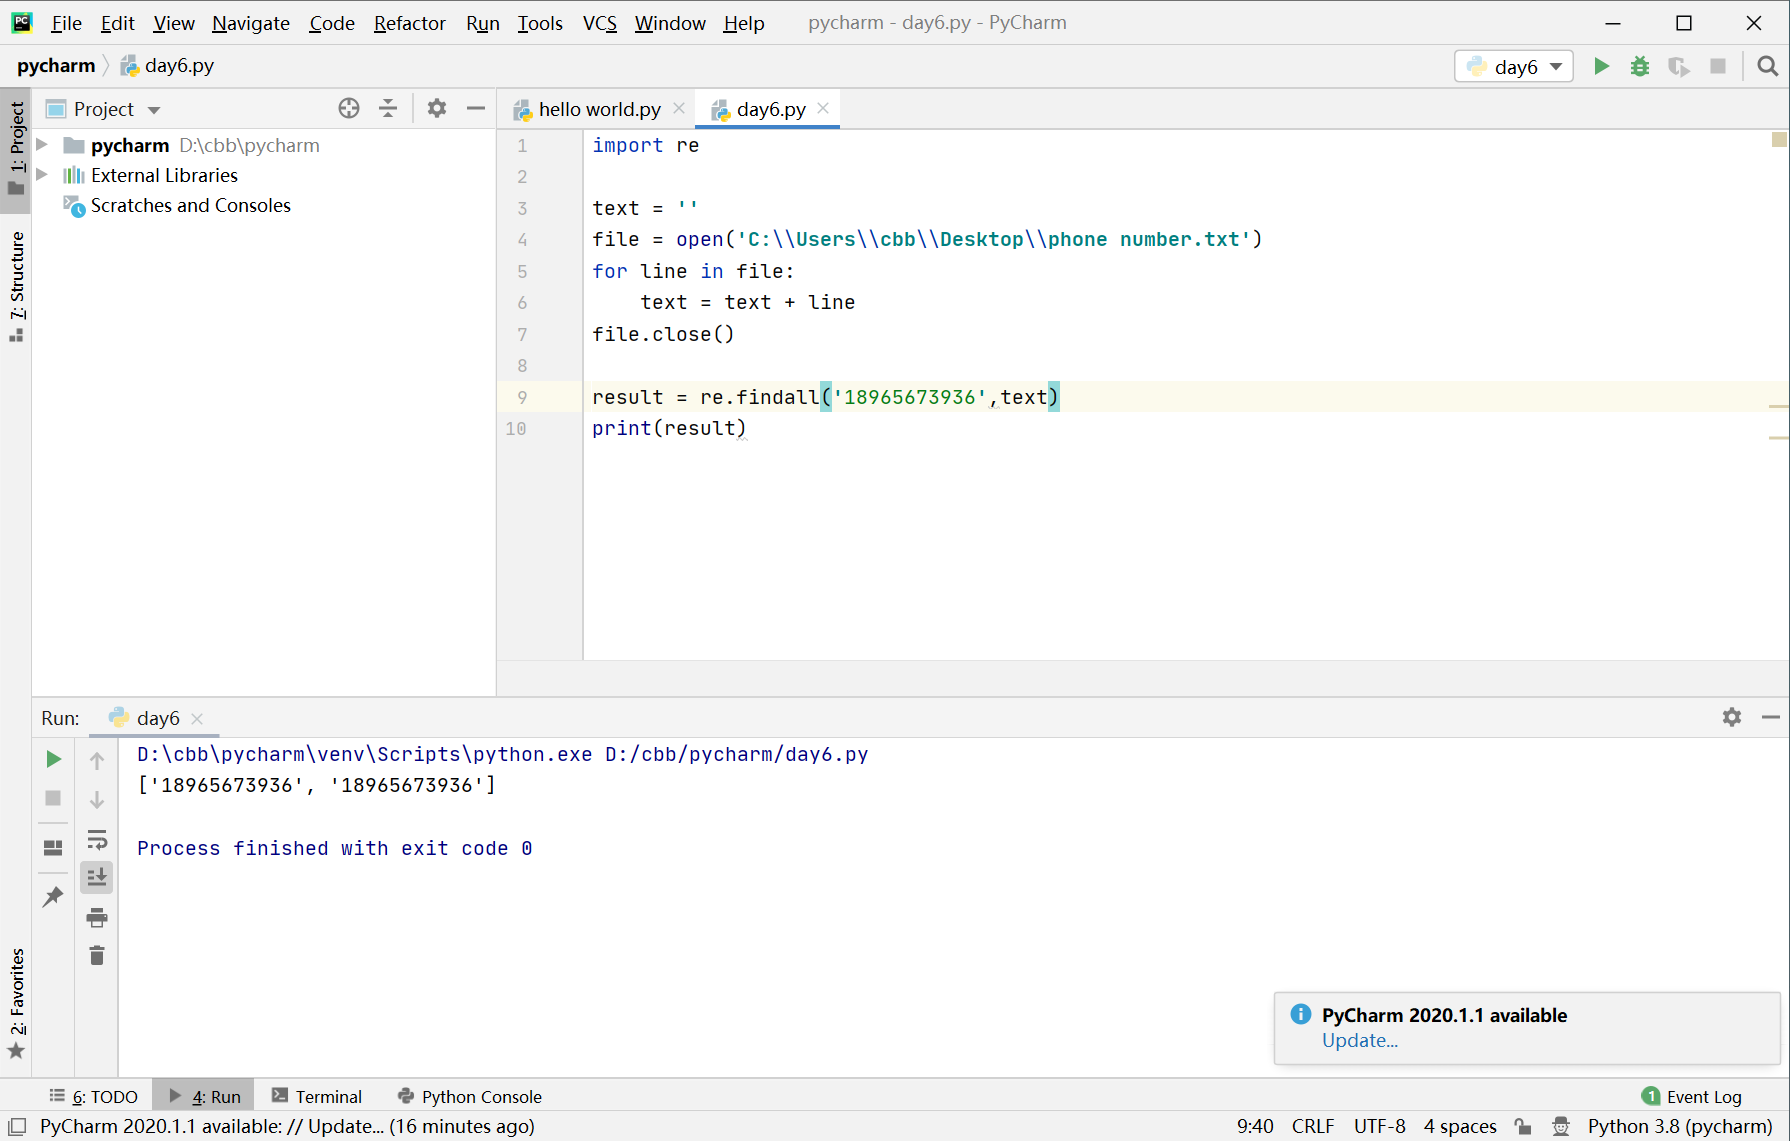 File Edit View Navigate Code Refactor Run Tools VCS Window Help pycharm - day6.py - PyCharm
pycharm day6.py day6
1: Project
7: Structure
2: Favorites
Project
pycharm D:\cbb\pycharm
External Libraries
Scratches and Consoles
hello world.py day6.py
1 import re
2
3 text = ''
4 file = open('C:\\Users\\cbb\\Desktop\\phone number.txt')
5 for line in file:
6 text = text + line
7 file.close()
8
9 result = re.findall('18965673936',text)
10 print(result)
Run: day6
D:\cbb\pycharm\venv\Scripts\python.exe D:/cbb/pycharm/day6.py
['18965673936', '18965673936']
Process finished with exit code 0
PyCharm 2020.1.1 available
Update...
6: TODO 4: Run Terminal Python Console 1 Event Log
PyCharm 2020.1.1 available: // Update... (16 minutes ago) 9:40 CRLF UTF-8 4 spaces Python 3.8 (pycharm)